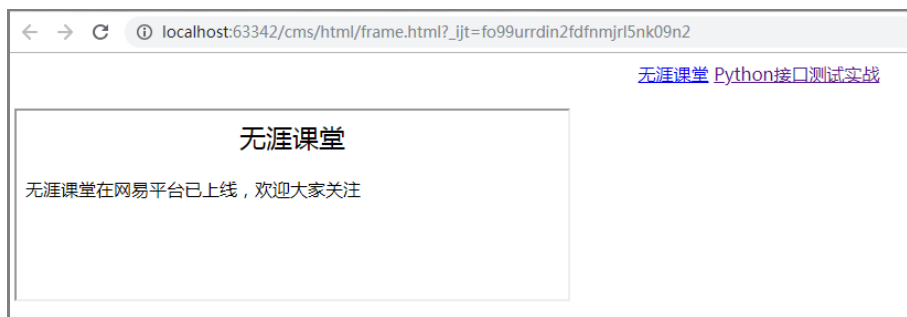 localhost:63342/cms/html/frame.html?_ijt=fo99urrdin2fdfnmjrl5nk09n2
无涯课堂 Python接口测试实战
无涯课堂
无涯课堂在网易平台已上线，欢迎大家关注